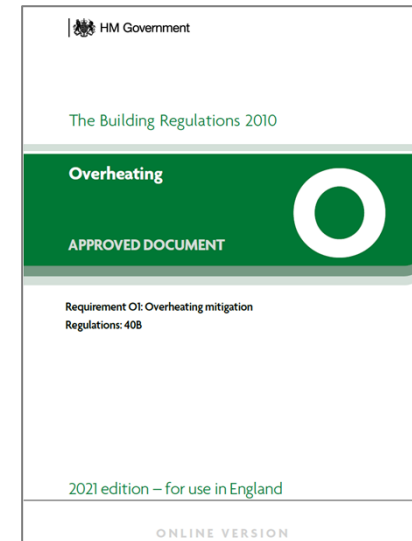 HM Government
The Building Regulations 2010
Overheating
O
APPROVED DOCUMENT
Requirement O1: Overheating mitigation
Regulations: 40B
2021 edition – for use in England
ONLINE VERSION